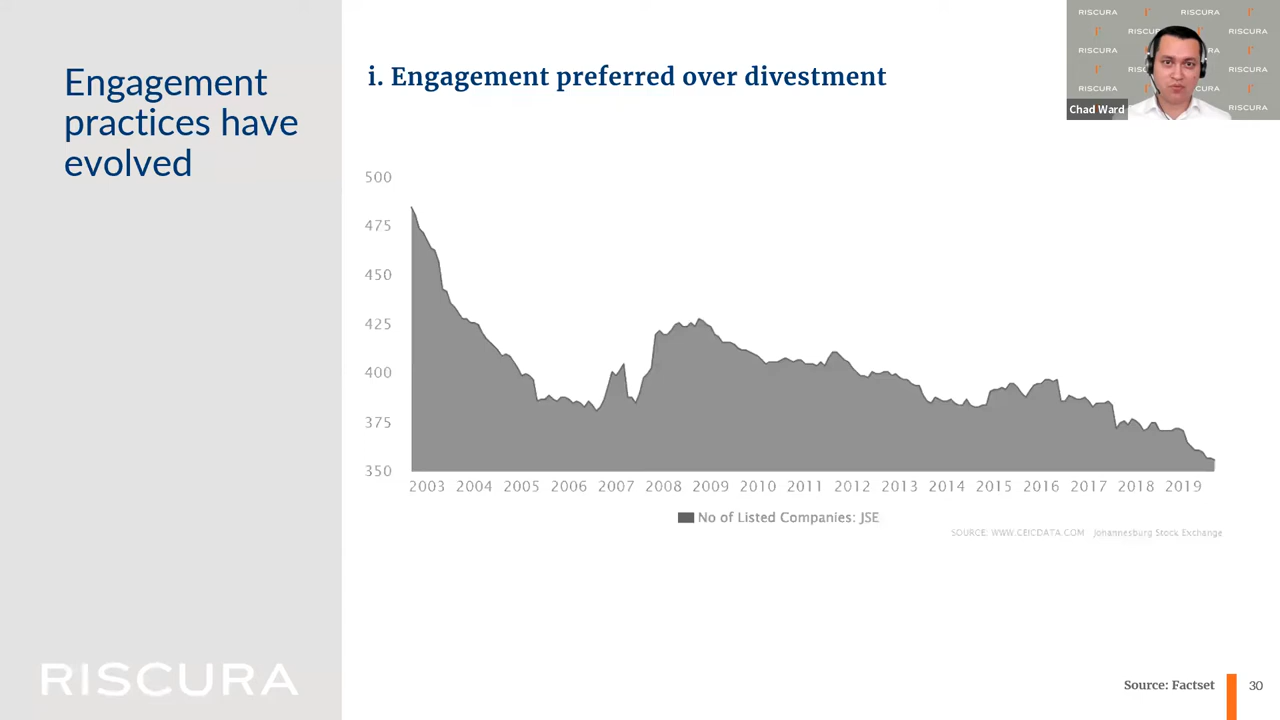 Engagement
practices have
evolved
i. Engagement preferred over divestment
RISCURA
RISCURA
RISCURA
RISCURA
RISCURA
RISCURA
RISCURA
RISCURA
RISCURA
Chad Ward
500
475
450
425
400
375
350
2003 2004 2005 2006 2007 2008 2009 2010 2011 2012 2013 2014 2015 2016 2017 2018 2019
No of Listed Companies: JSE
SOURCE: WWW.CEICDATA.COM Johannesburg Stock Exchange
RISCURA
Source: Factset
30